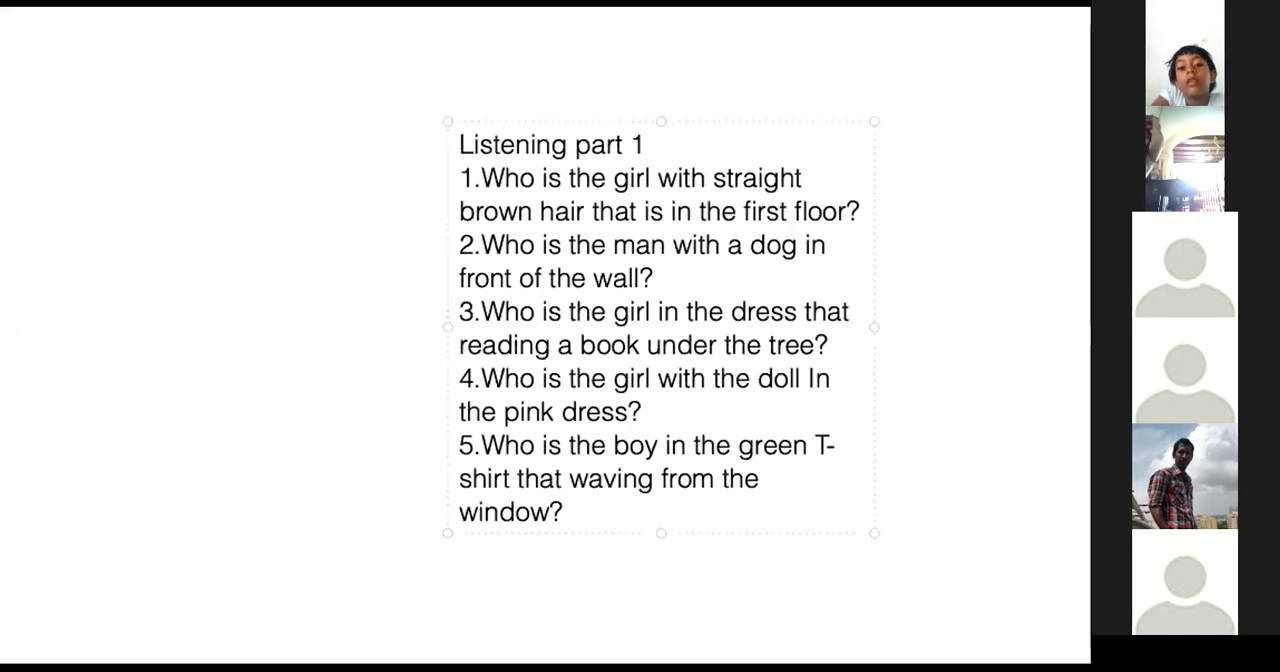 Listening part 1
1.Who is the girl with straight
brown hair that is in the first floor?
2.Who is the man with a dog in
front of the wall?
3.Who is the girl in the dress that
reading a book under the tree?
4.Who is the girl with the doll In
the pink dress?
5.Who is the boy in the green T-
shirt that waving from the
window?